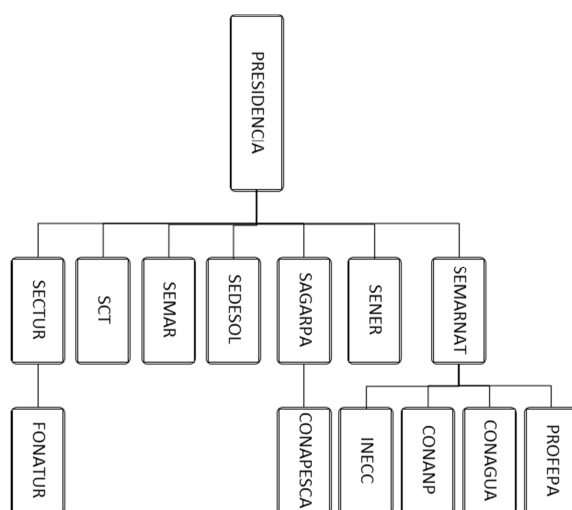 PRESIDENCIA
SECTUR
SCT
SEMAR
SEDESOL
SAGARPA
SENER
SEMARNAT
FONATUR
CONAPESCA
INECC
CONANP
CONAGUA
PROFEPA